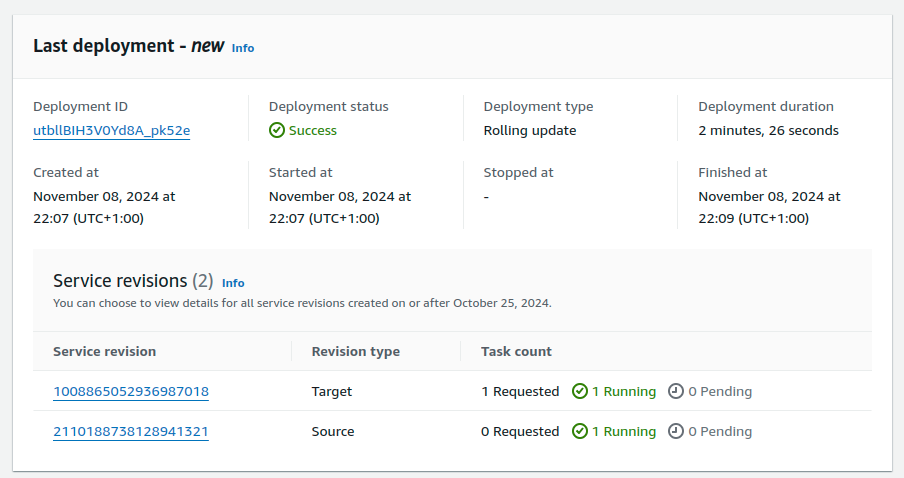 Last deployment - new Info
Deployment ID
utbllBIH3V0Yd8A_pk52e
Deployment status
Success
Deployment type
Rolling update
Deployment duration
2 minutes, 26 seconds
Created at
November 08, 2024 at
22:07 (UTC+1:00)
Started at
November 08, 2024 at
22:07 (UTC+1:00)
Stopped at
-
Finished at
November 08, 2024 at
22:09 (UTC+1:00)
Service revisions (2) Info
You can choose to view details for all service revisions created on or after October 25, 2024.
Service revision Revision type Task count
1008865052936987018 Target 1 Requested 1 Running 0 Pending
2110188738128941321 Source 0 Requested 1 Running 0 Pending